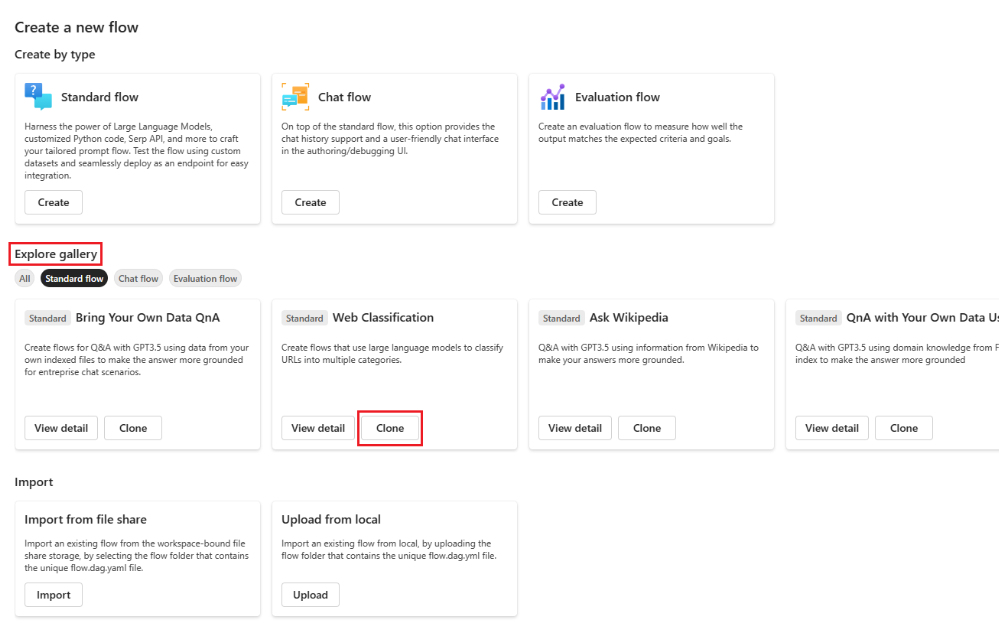 Create a new flow
Create by type
Standard flow
Harness the power of Large Language Models,
customized Python code, Serp API, and more to craft
your tailored prompt flow. Test the flow using custom
datasets and seamlessly deploy as an endpoint for easy
integration.
Create
Chat flow
On top of the standard flow, this option provides the
chat history support and a user-friendly chat interface
in the authoring/debugging UI.
Create
Evaluation flow
Create an evaluation flow to measure how well the
output matches the expected criteria and goals.
Create
Explore gallery
All Standard flow Chat flow Evaluation flow
Standard Bring Your Own Data QnA
Create flows for Q&A with GPT3.5 using data from your
own indexed files to make the answer more grounded
for entreprise chat scenarios.
View detail Clone
Standard Web Classification
Create flows that use large language models to classify
URLs into multiple categories.
View detail Clone
Standard Ask Wikipedia
Q&A with GPT3.5 using information from Wikipedia to
make your answers more grounded.
View detail Clone
Standard QnA with Your Own Data Us
Q&A with GPT3.5 using domain knowledge from F
index to make the answer more grounded
View detail Clone
Import
Import from file share
Import an existing flow from the workspace-bound file
share storage, by selecting the flow folder that contains
the unique flow.dag.yaml file.
Import
Upload from local
Import an existing flow from local, by uploading the
flow folder that contains the unique flow.dag.yml file.
Upload